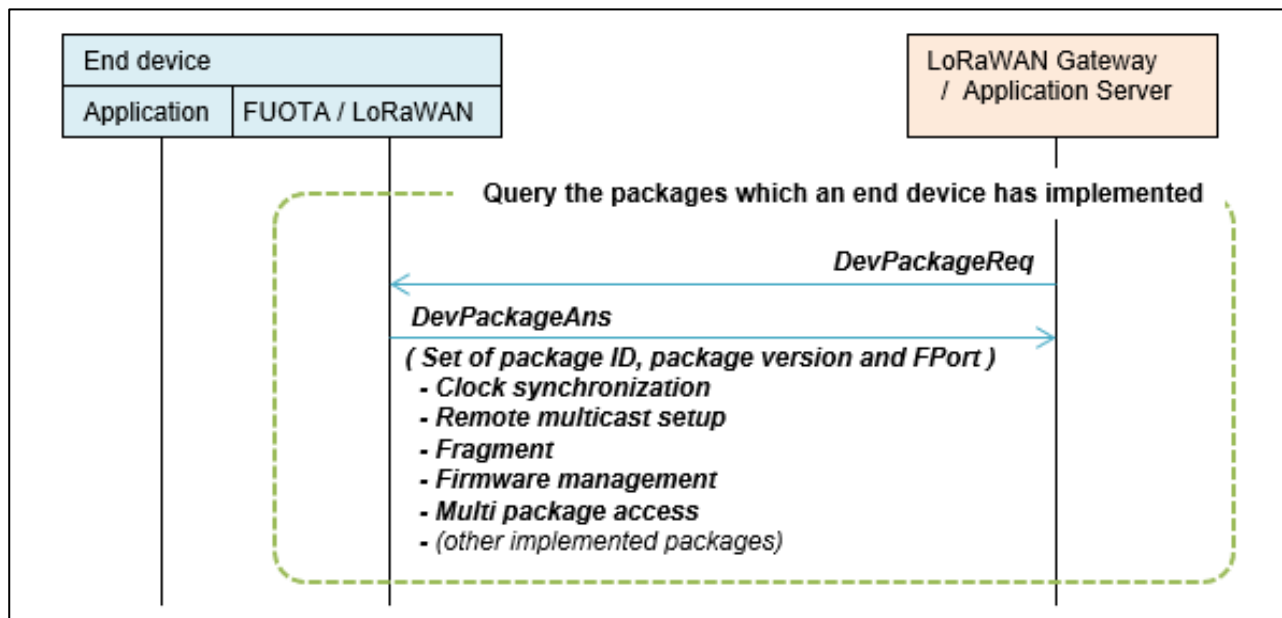 End device
Application
FUOTA / LoRaWAN
LoRaWAN Gateway
/ Application Server
Query the packages which an end device has implemented
DevPackageReq
DevPackageAns
( Set of package ID, package version and FPort )
- Clock synchronization
- Remote multicast setup
- Fragment
- Firmware management
- Multi package access
- (other implemented packages)